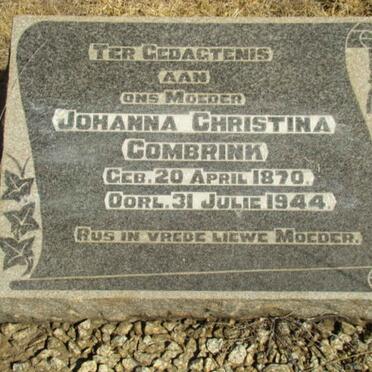 TER GEDAGTENIS
AAN
ONS MOEDER
JOHANNA CHRISTINA
COMBRINK
GEB. 20 APRIL 1870.
OORL. 31 JULIE 1944.
RUS IN VREDE LIEWE MOEDER.